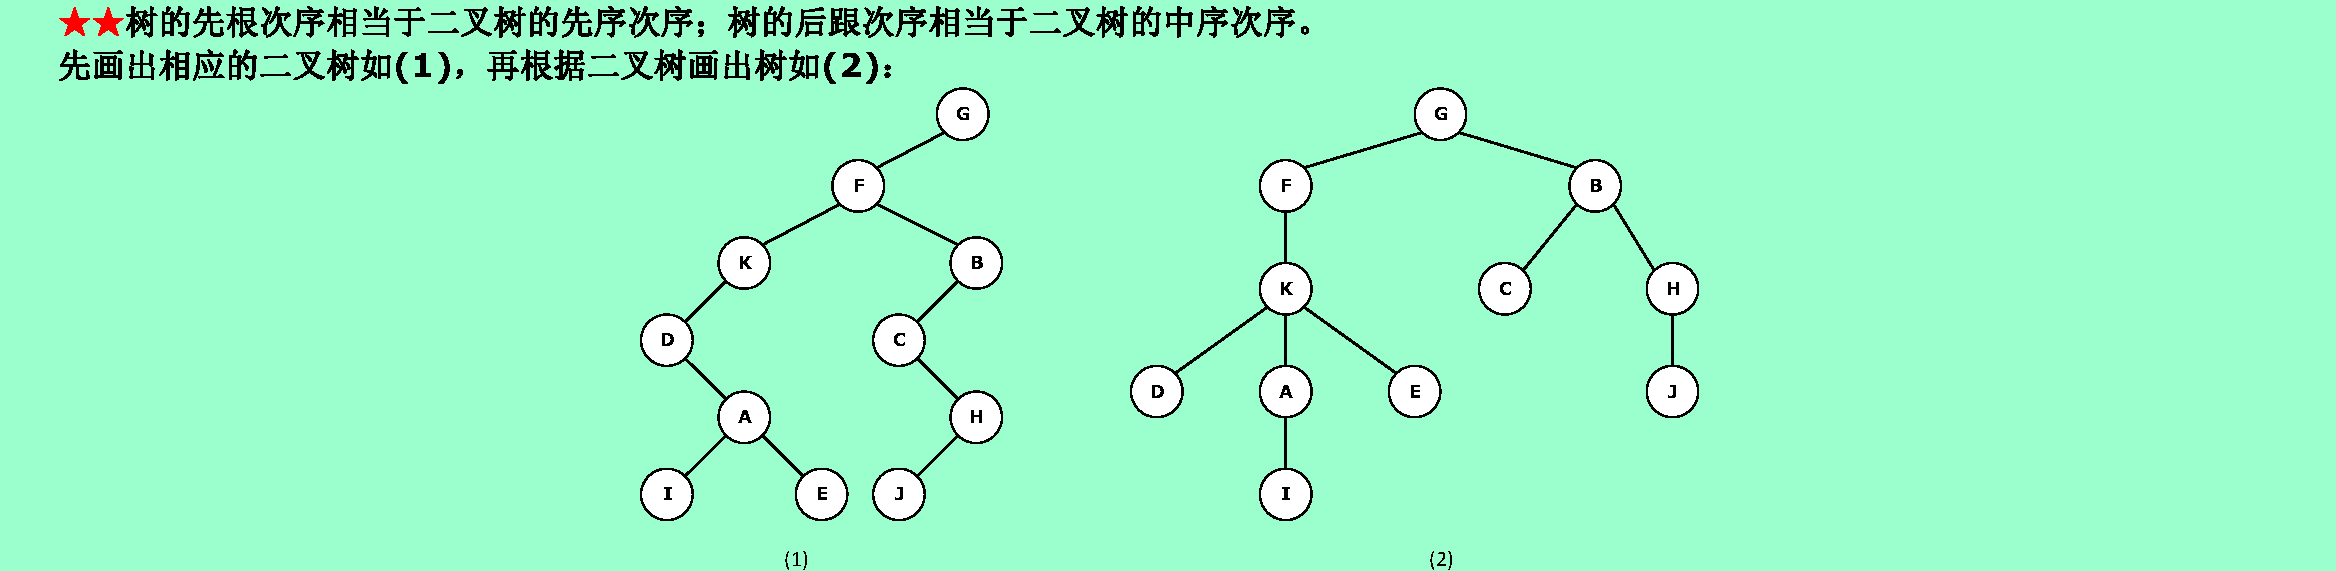 ★★树的先根次序相当于二叉树的先序次序；树的后跟次序相当于二叉树的中序次序。
先画出相应的二叉树如(1)，再根据二叉树画出树如(2)：
G
F
K B
D C
A H
I E J
(1)
G
F B
K C H
D A E J
I
(2)